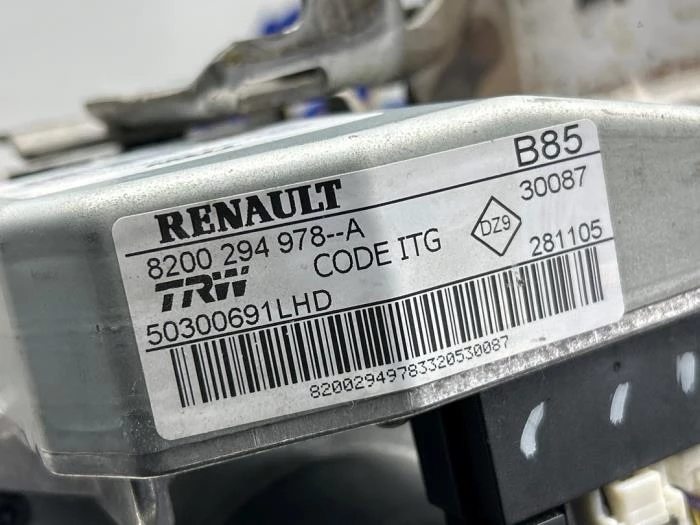 RENAULT B85
8200 294 978--A 30087
TRW CODE ITG DZ9
50300691LHD 281105
82002949783320530087